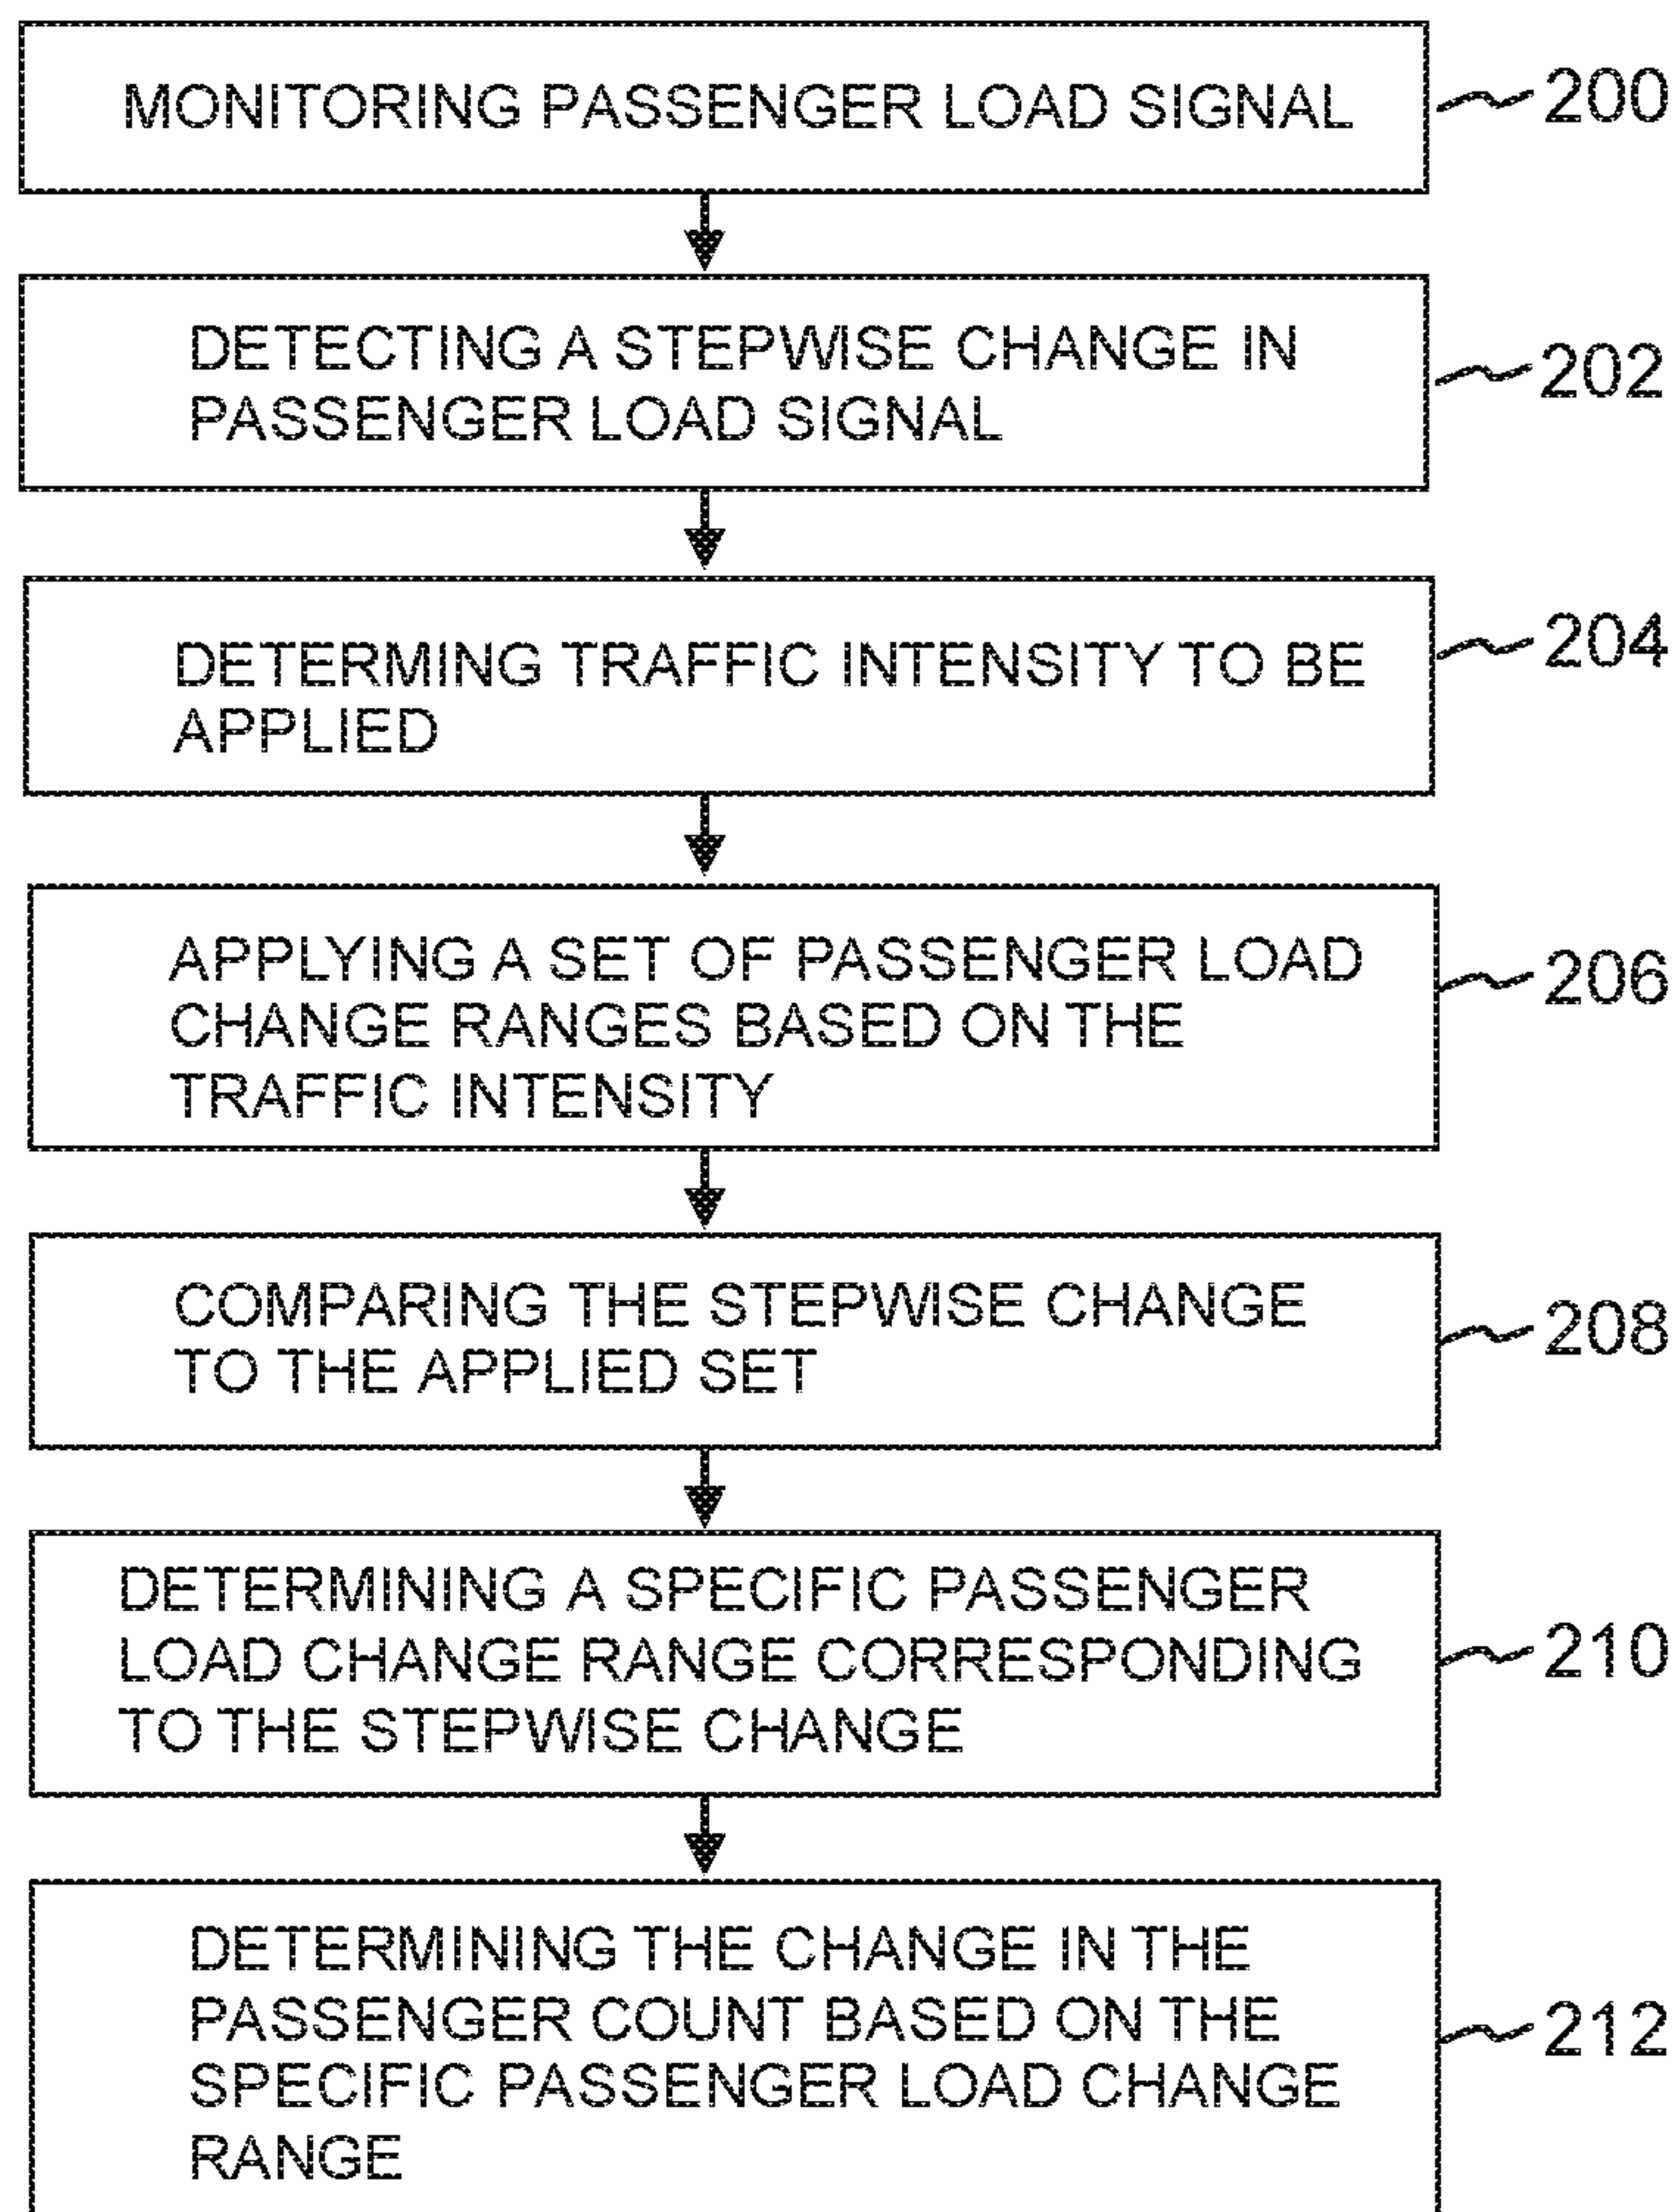 MONITORING PASSENGER LOAD SIGNAL
200
DETECTING A STEPWISE CHANGE IN
PASSENGER LOAD SIGNAL
202
DETERMING TRAFFIC INTENSITY TO BE
APPLIED
204
APPLYING A SET OF PASSENGER LOAD
CHANGE RANGES BASED ON THE
TRAFFIC INTENSITY
206
COMPARING THE STEPWISE CHANGE
TO THE APPLIED SET
208
DETERMINING A SPECIFIC PASSENGER
LOAD CHANGE RANGE CORRESPONDING
TO THE STEPWISE CHANGE
210
DETERMINING THE CHANGE IN THE
PASSENGER COUNT BASED ON THE
SPECIFIC PASSENGER LOAD CHANGE
RANGE
212